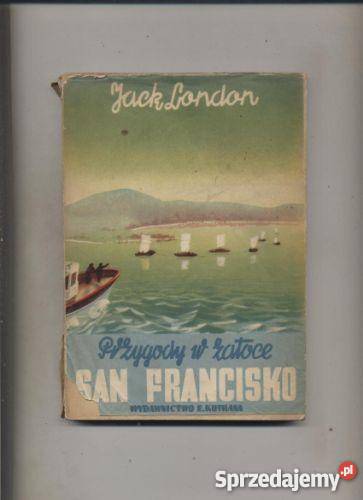 Jack London
Przygody w zatoce
SAN FRANCISKO
WYDAWNICTWO E. KUTHANA
Sprzedajemy.pl